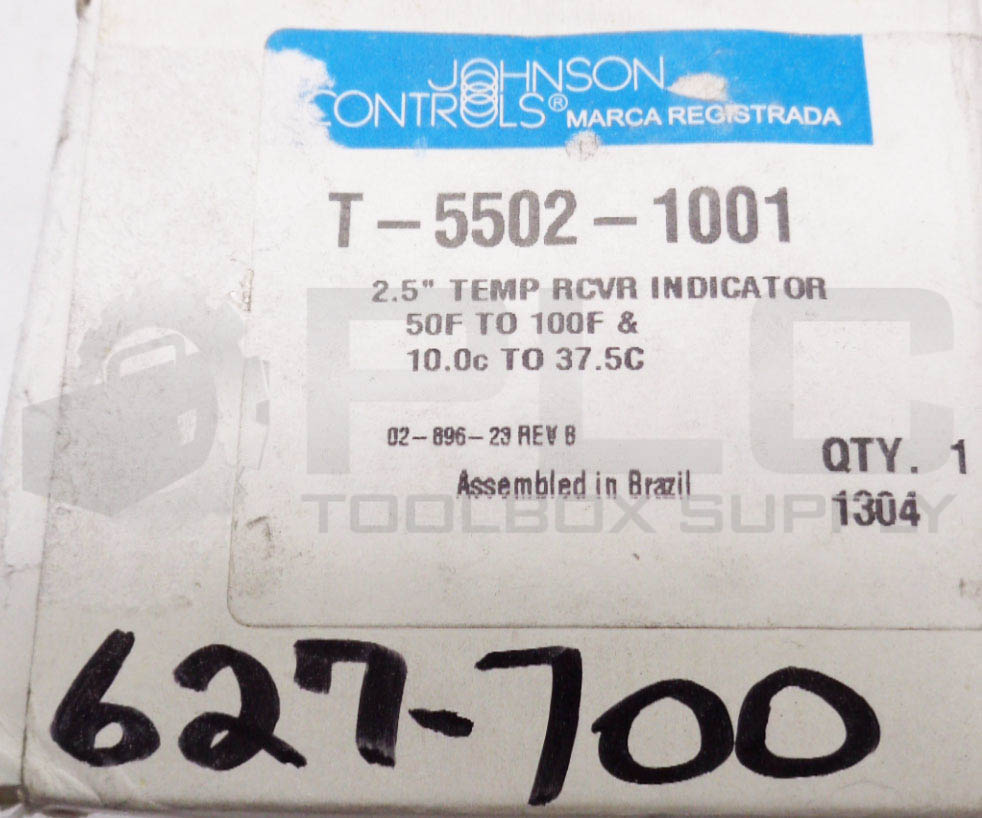 JOHNSON
CONTROLS® MARCA REGISTRADA
T-5502-1001
2.5" TEMP RCVR INDICATOR
50F TO 100F &
10.0c TO 37.5C
02-896-23 REV B
Assembled in Brazil
QTY. 1
1304
PLC
TOOLBOX SUPPLY
627-700